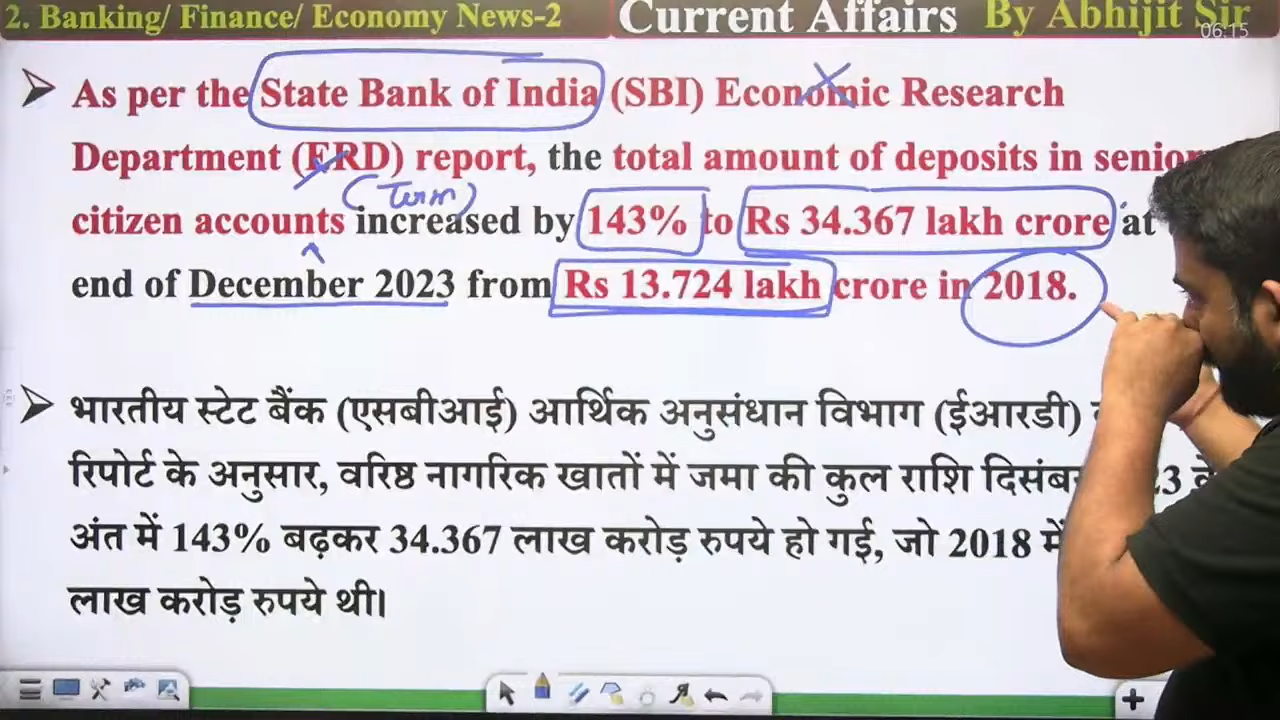 2. Banking/ Finance/ Economy News-2
Current Affairs By Abhijit Sir
06:15
As per the State Bank of India (SBI) Economic Research
Department (ERD) report, the total amount of deposits in senior
(Term)
citizen accounts increased by 143% to Rs 34.367 lakh crore at
end of December 2023 from Rs 13.724 lakh crore in 2018.
भारतीय स्टेट बैंक (एसबीआई) आर्थिक अनुसंधान विभाग (ईआरडी)
रिपोर्ट के अनुसार, वरिष्ठ नागरिक खातों में जमा की कुल राशि
अंत में 143% बढ़कर 34.367 लाख करोड़ रुपये हो गई, जो 2018 में
लाख करोड़ रुपये थी।